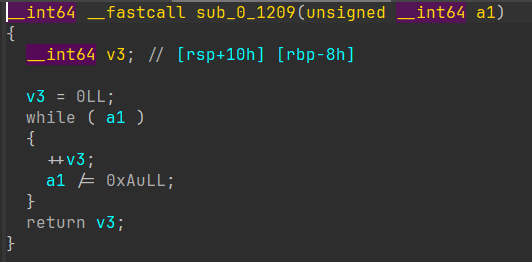 __int64 __fastcall sub_0_1209(unsigned __int64 a1)
{
  __int64 v3; // [rsp+10h] [rbp-8h]

  v3 = 0LL;
  while ( a1 )
  {
    ++v3;
    a1 /= 0xAuLL;
  }
  return v3;
}